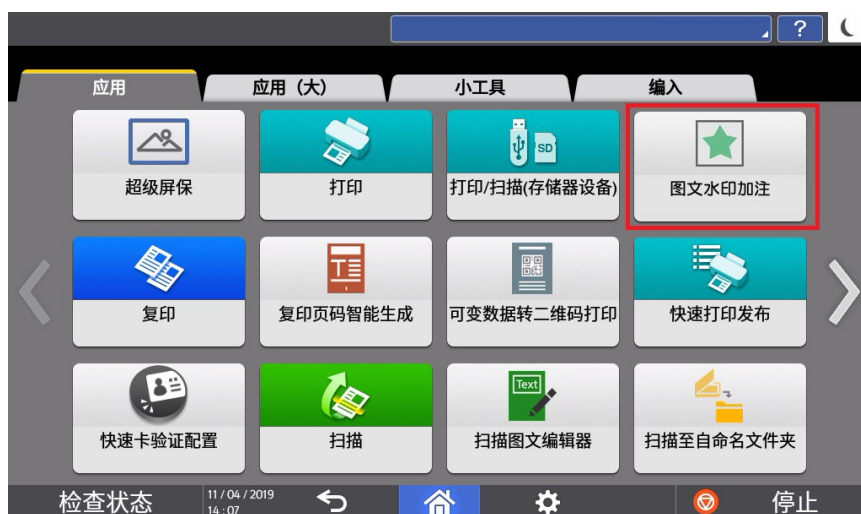 ?
应用
应用（大）
小工具
编入
SD
超级屏保
打印
打印/扫描(存储器设备)
图文水印加注
T
复印
复印页码智能生成
可变数据转二维码打印
快速打印发布
Text
快速卡验证配置
扫描
扫描图文编辑器
扫描至自命名文件夹
检查状态
11 / 04 / 2019
14 : 07
停止